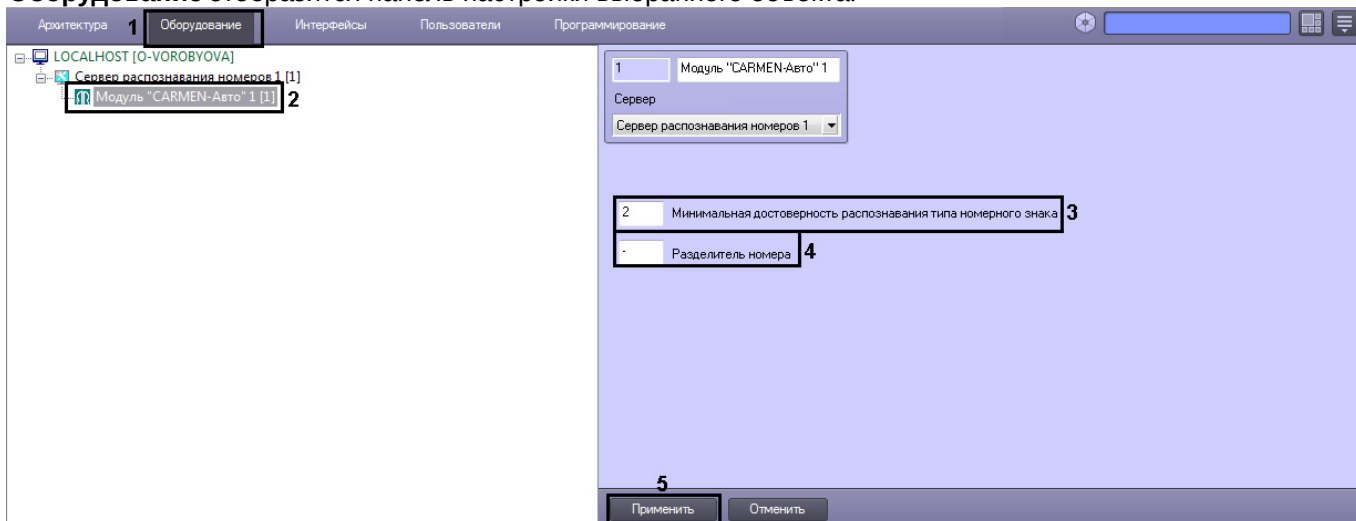 Оборудование отобразится панель настройки выбранного объекта.
Архитектура 1 Оборудование Интерфейсы Пользователи Программирование
LOCALHOST [O-VOROBYOVA]
Сервер распознавания номеров 1 [1]
Модуль "CARMEN-Авто" 1 [1] 2
1 Модуль "CARMEN-Авто" 1
Сервер
Сервер распознавания номеров 1
2 Минимальная достоверность распознавания типа номерного знака 3
- Разделитель номера 4
5
Применить Отменить